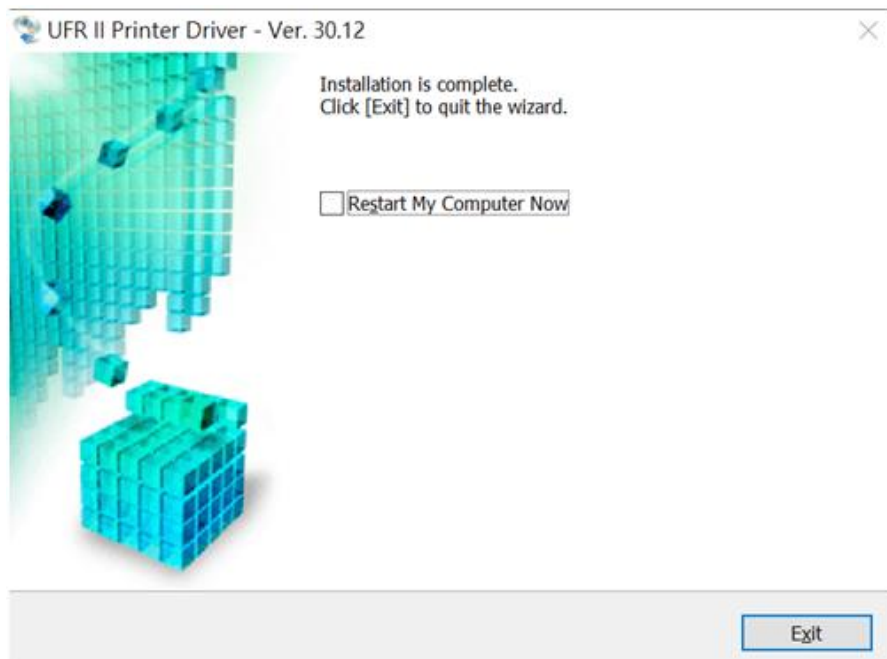 UFR II Printer Driver - Ver. 30.12
Installation is complete.
Click [Exit] to quit the wizard.
Restart My Computer Now
Exit